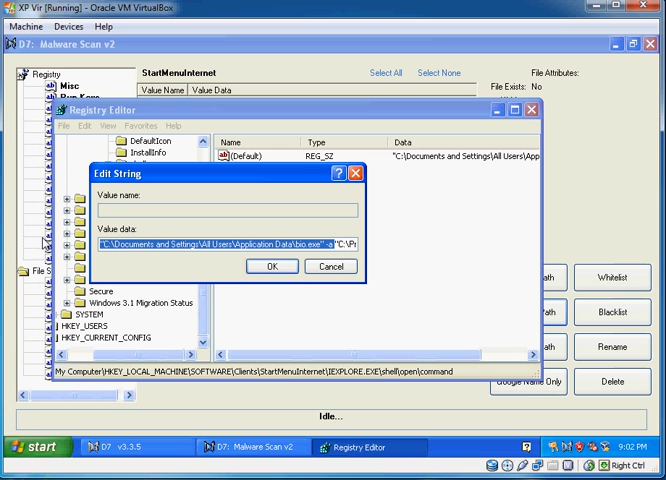 XP Vir [Running] - Oracle VM VirtualBox
Machine Devices Help
D7: Malware Scan v2
Registry
Misc
StartMenuInternet
Select All Select None
File Attributes:
File Exists: No
Value Name Value Data
Registry Editor
File Edit View Favorites Help
DefaultIcon
InstallInfo
Name Type Data
(Default) REG_SZ "C:\Documents and Settings\All Users\App
Edit String
Value name:
Value data:
"C:\Documents and Settings\All Users\Application Data\bio.exe" -a "C:\Pr
OK Cancel
File S
Secure
Windows 3.1 Migration Status
SYSTEM
HKEY_USERS
HKEY_CURRENT_CONFIG
My Computer\HKEY_LOCAL_MACHINE\SOFTWARE\Clients\StartMenuInternet\IEXPLORE.EXE\shell\open\command
ath Whitelist
ath Blacklist
ath Rename
Google Name Only Delete
Idle...
start D7 v3.3.5 D7: Malware Scan v2 Registry Editor 9:02 PM
Right Ctrl